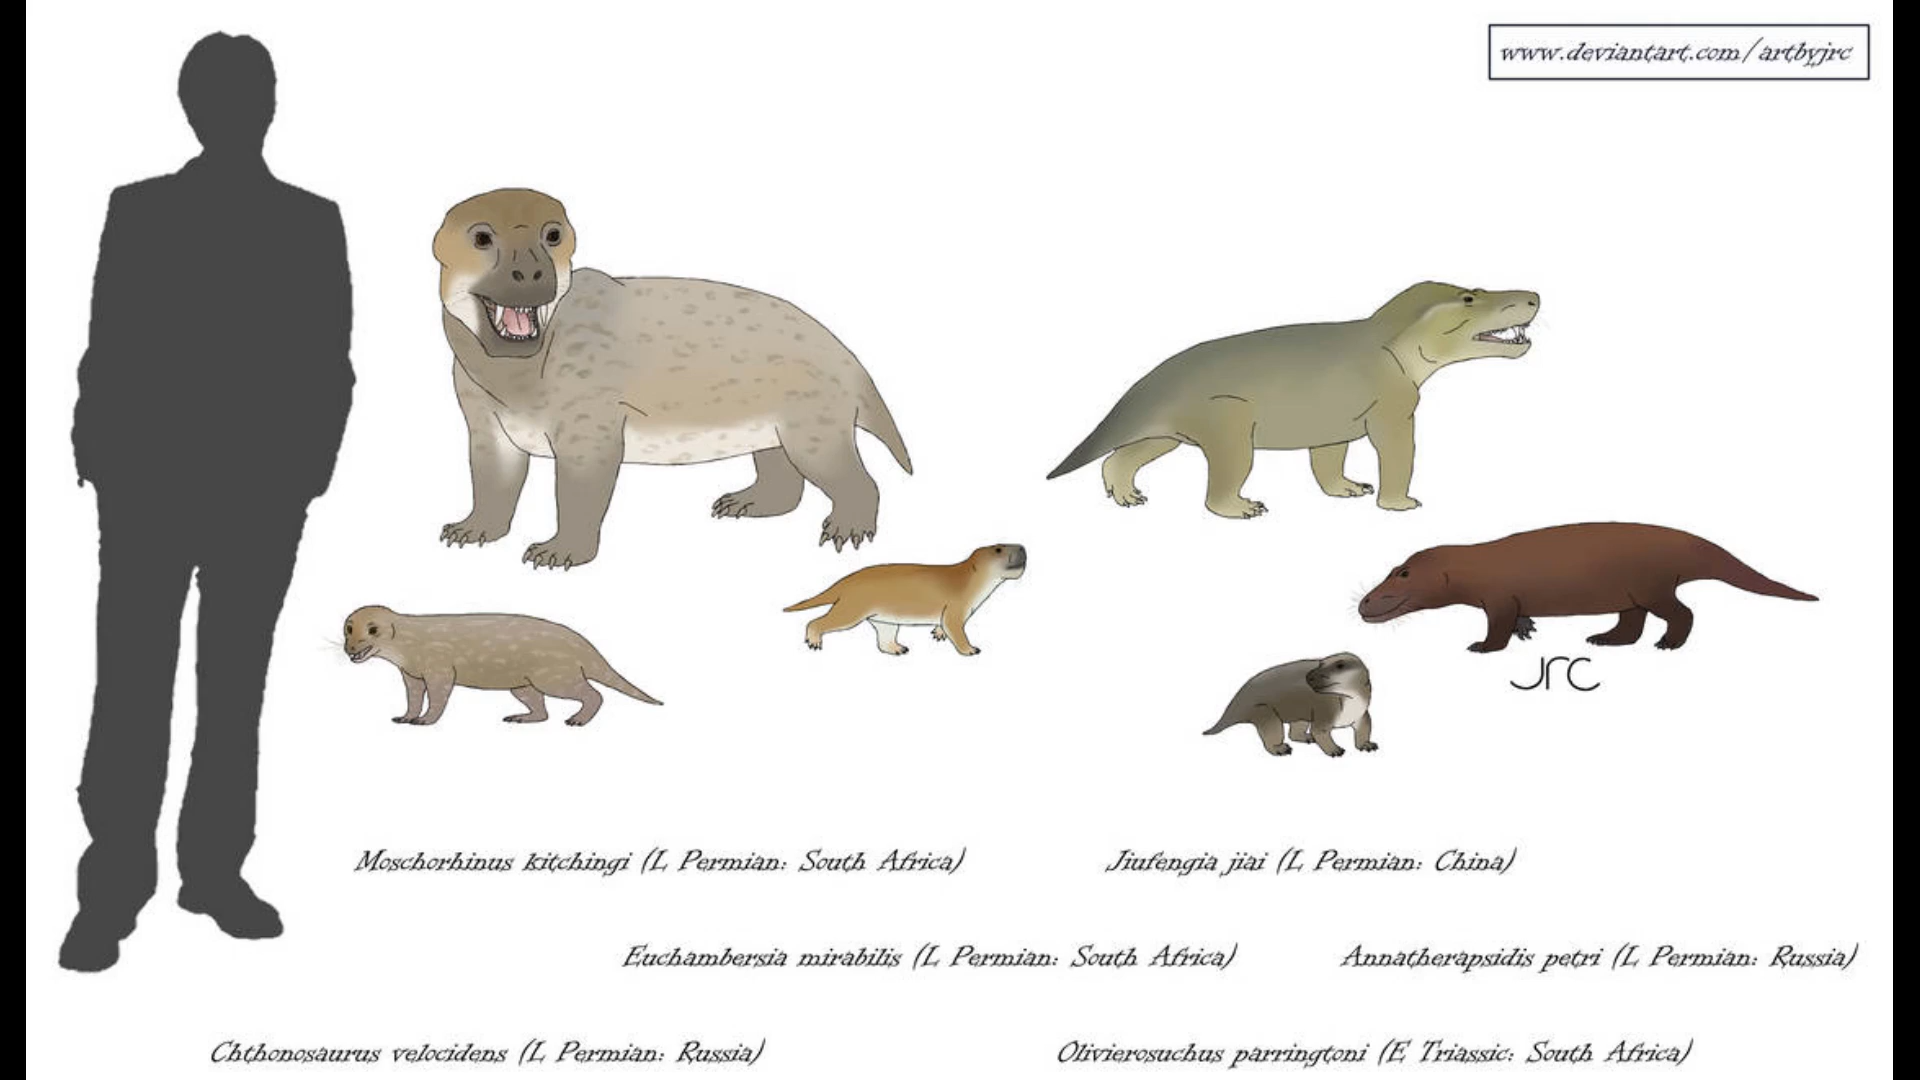 www.deviantart.com/artbyjrc
Jrc
Moschorhinus kitchingi (L Permian: South Africa)
Jiufengia jiai (L Permian: China)
Euchambersia mirabilis (L Permian: South Africa)
Annatherapsidis petri (L Permian: Russia)
Chthonosaurus velocidens (L Permian: Russia)
Olivierosuchus parringtoni (E Triassic: South Africa)